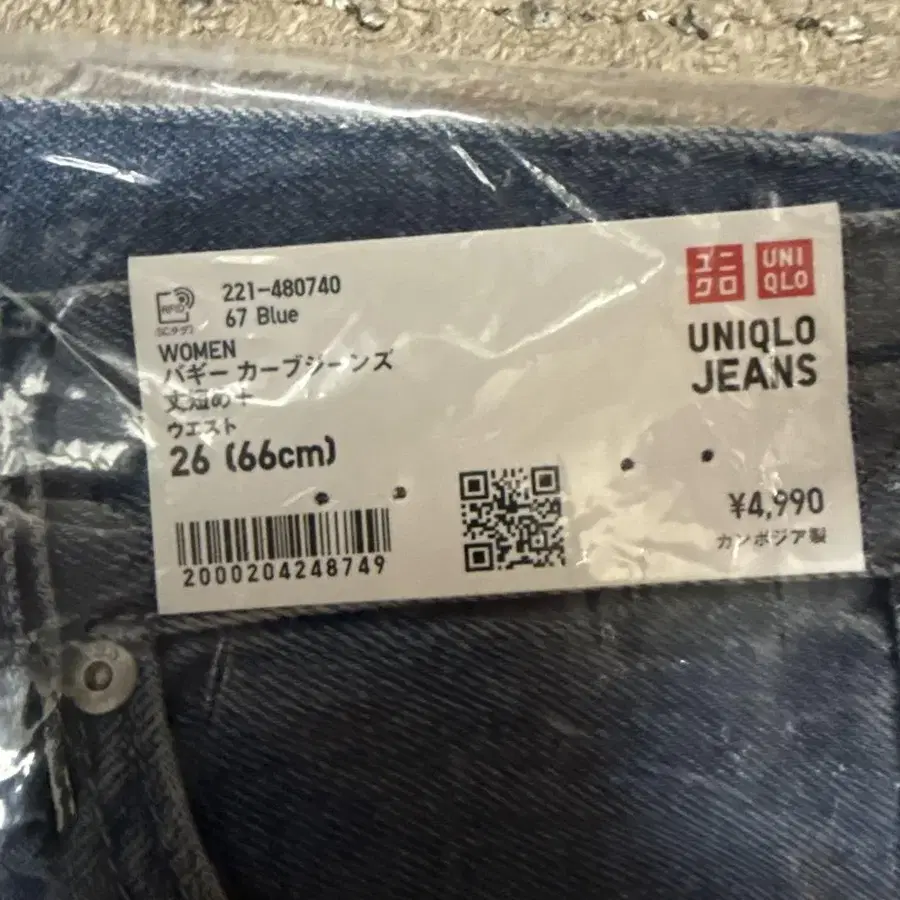 221-480740
67 Blue
RFID
WOMEN
バギー カーブジーンズ
丈短め+
ウエスト
26 (66cm)
2000204248749
ユニクロ
UNIQLO
UNIQLO
JEANS
¥4,990
カンボジア製